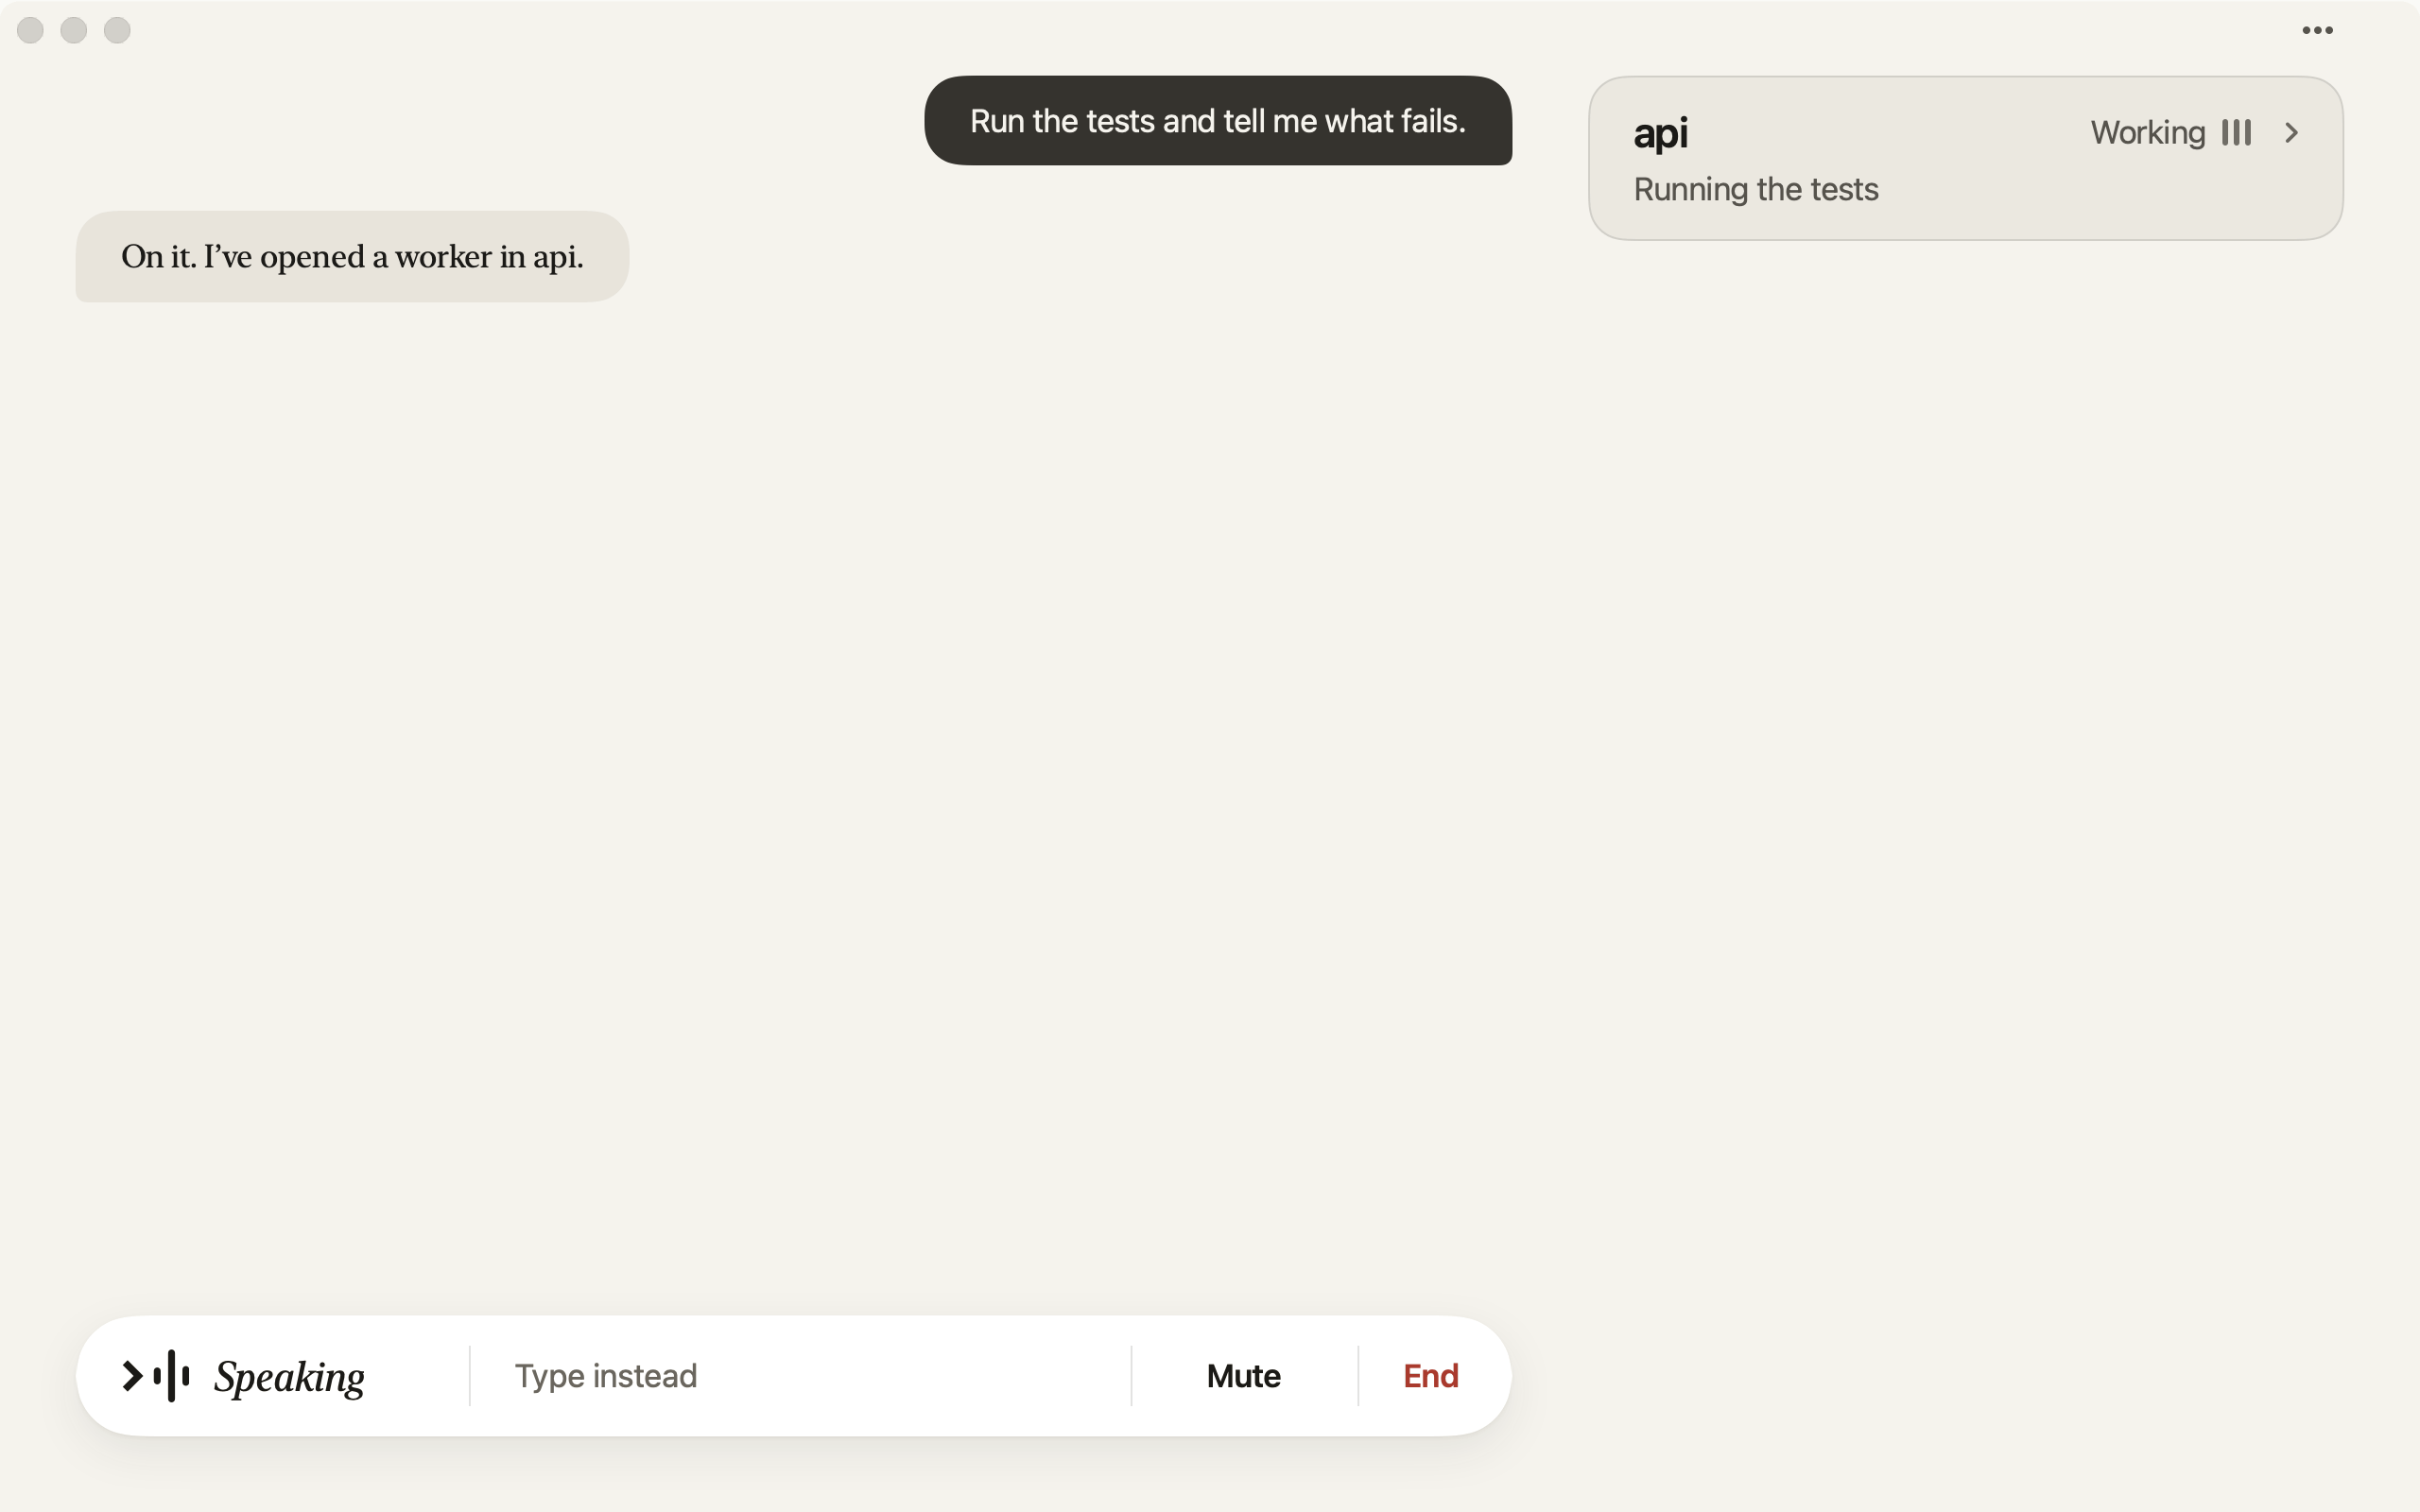 Run the tests and tell me what fails.
api
Working
Running the tests
On it. I’ve opened a worker in api.
Speaking
Type instead
Mute
End